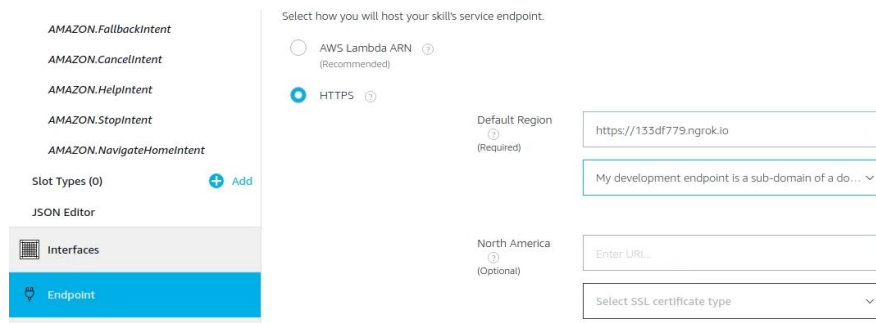 AMAZON.FallbackIntent
AMAZON.CancelIntent
AMAZON.HelpIntent
AMAZON.StopIntent
AMAZON.NavigateHomeIntent
Slot Types (0)
Add
JSON Editor
Interfaces
Endpoint
Select how you will host your skill's service endpoint.
AWS Lambda ARN ?
(Recommended)
HTTPS ?
Default Region
?
(Required)
https://133df779.ngrok.io
My development endpoint is a sub-domain of a do...
North America
?
(Optional)
Enter URI...
Select SSL certificate type